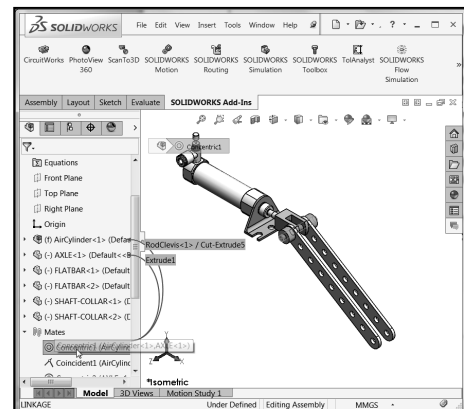 SOLIDWORKS
File Edit View Insert Tools Window Help
CircuitWorks PhotoView 360 ScanTo3D SOLIDWORKS Motion SOLIDWORKS Routing SOLIDWORKS Simulation SOLIDWORKS Toolbox TolAnalyst SOLIDWORKS Flow Simulation
Assembly Layout Sketch Evaluate SOLIDWORKS Add-Ins
Concentric1
Equations
Front Plane
Top Plane
Right Plane
Origin
(f) AirCylinder<1> (Defau
RodClevis<1> / Cut-Extrude5
(-) AXLE<1> (Default<<D
Extrude1
(-) FLATBAR<1> (Default
(-) FLATBAR<2> (Default
(-) SHAFT-COLLAR<1> (D
(-) SHAFT-COLLAR<2> (D
Mates
Concentric1 (AirCylinder<1>,AXLE<1>)
Coincident1 (AirCylind
Y
Z X
*Isometric
Model 3D Views Motion Study 1
LINKAGE Under Defined Editing Assembly MMGS